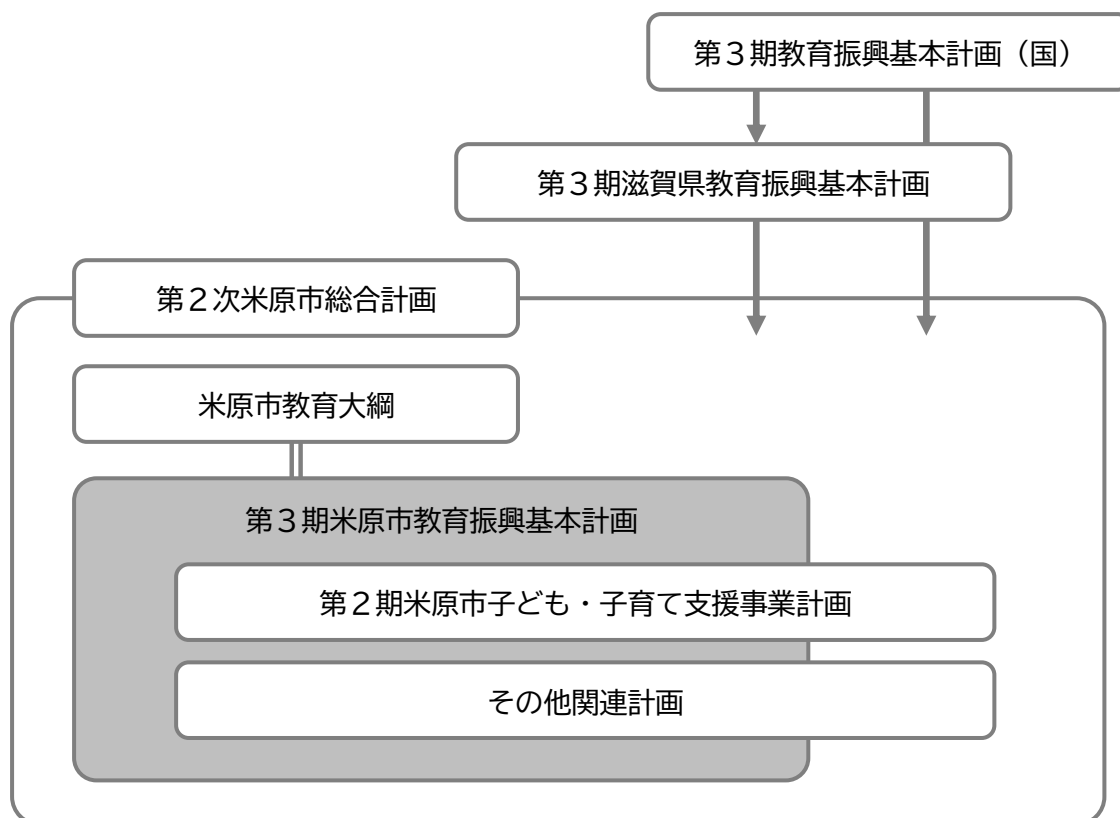 第３期教育振興基本計画（国）
第３期滋賀県教育振興基本計画
第２次米原市総合計画
米原市教育大綱
第３期米原市教育振興基本計画
第２期米原市子ども・子育て支援事業計画
その他関連計画